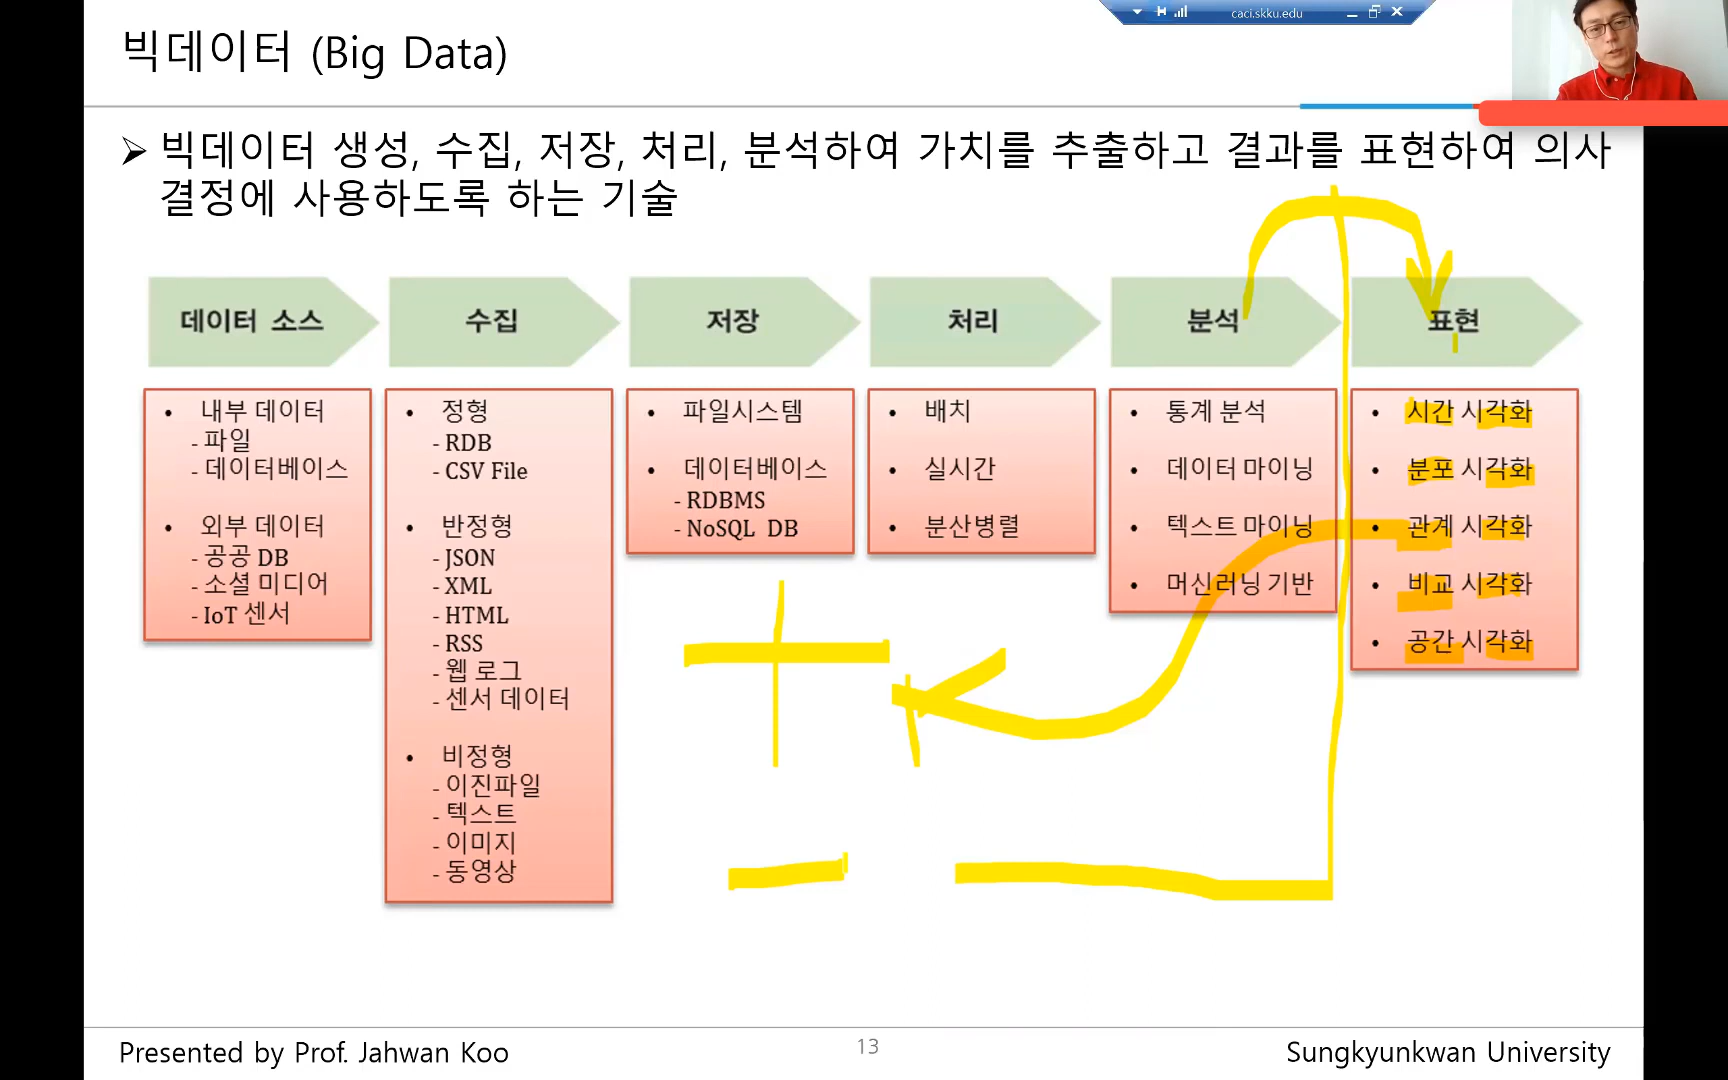 caci.skku.edu
빅데이터 (Big Data)
➢ 빅데이터 생성, 수집, 저장, 처리, 분석하여 가치를 추출하고 결과를 표현하여 의사
결정에 사용하도록 하는 기술
데이터 소스
• 내부 데이터
- 파일
- 데이터베이스
• 외부 데이터
- 공공 DB
- 소셜 미디어
- IoT 센서
수집
• 정형
- RDB
- CSV File
• 반정형
- JSON
- XML
- HTML
- RSS
- 웹 로그
- 센서 데이터
• 비정형
- 이진파일
- 텍스트
- 이미지
- 동영상
저장
• 파일시스템
• 데이터베이스
- RDBMS
- NoSQL DB
처리
• 배치
• 실시간
• 분산병렬
분석
• 통계 분석
• 데이터 마이닝
• 텍스트 마이닝
• 머신러닝 기반
표현
• 시간 시각화
• 분포 시각화
• 관계 시각화
• 비교 시각화
• 공간 시각화
Presented by Prof. Jahwan Koo
13
Sungkyunkwan University